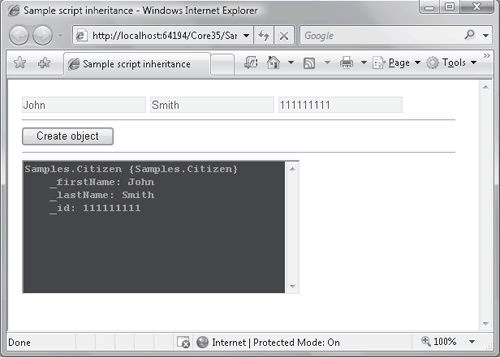 Sample script inheritance - Windows Internet Explorer
http://localhost:64194/Core35/Sar
Google
Sample script inheritance
Page
Tools
John Smith 111111111
Create object
Samples.Citizen {Samples.Citizen}
_firstName: John
_lastName: Smith
_id: 111111111
Done
Internet | Protected Mode: On
100%